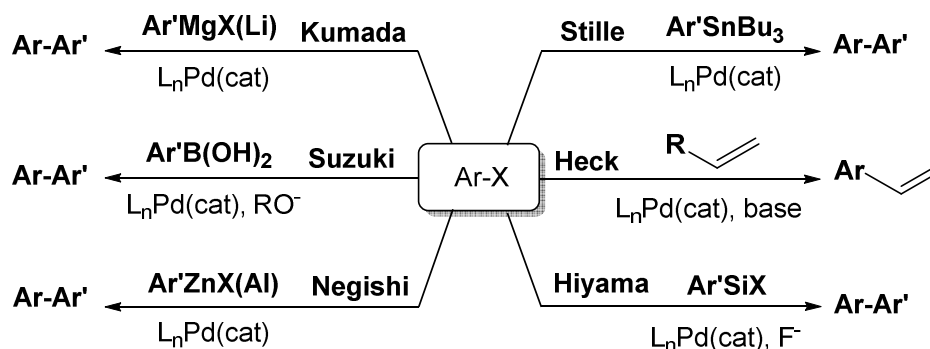 Ar'MgX(Li) Kumada
Ar-Ar'
LnPd(cat)
Stille Ar'SnBu3
Ar-Ar'
LnPd(cat)
Ar'B(OH)2 Suzuki
Ar-Ar'
LnPd(cat), RO-
Ar-X
Heck R
Ar
LnPd(cat), base
Ar'ZnX(Al) Negishi
Ar-Ar'
LnPd(cat)
Hiyama Ar'SiX
Ar-Ar'
LnPd(cat), F-